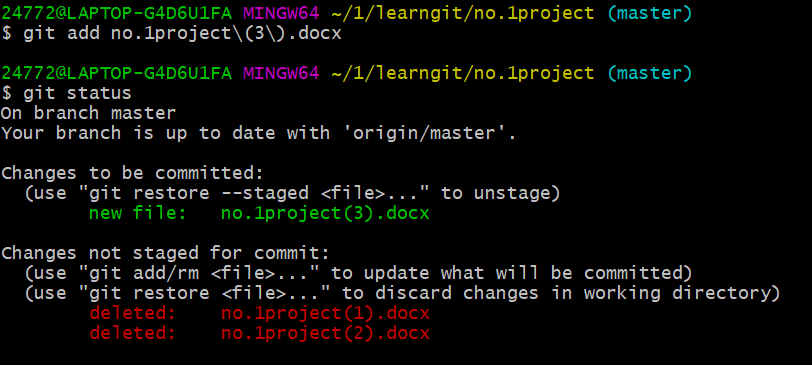 24772@LAPTOP-G4D6U1FA MINGW64 ~/1/learngit/no.1project (master)
$ git add no.1project\(3\).docx
24772@LAPTOP-G4D6U1FA MINGW64 ~/1/learngit/no.1project (master)
$ git status
On branch master
Your branch is up to date with 'origin/master'.
Changes to be committed:
  (use "git restore --staged <file>..." to unstage)
        new file:   no.1project(3).docx
Changes not staged for commit:
  (use "git add/rm <file>..." to update what will be committed)
  (use "git restore <file>..." to discard changes in working directory)
        deleted:    no.1project(1).docx
        deleted:    no.1project(2).docx